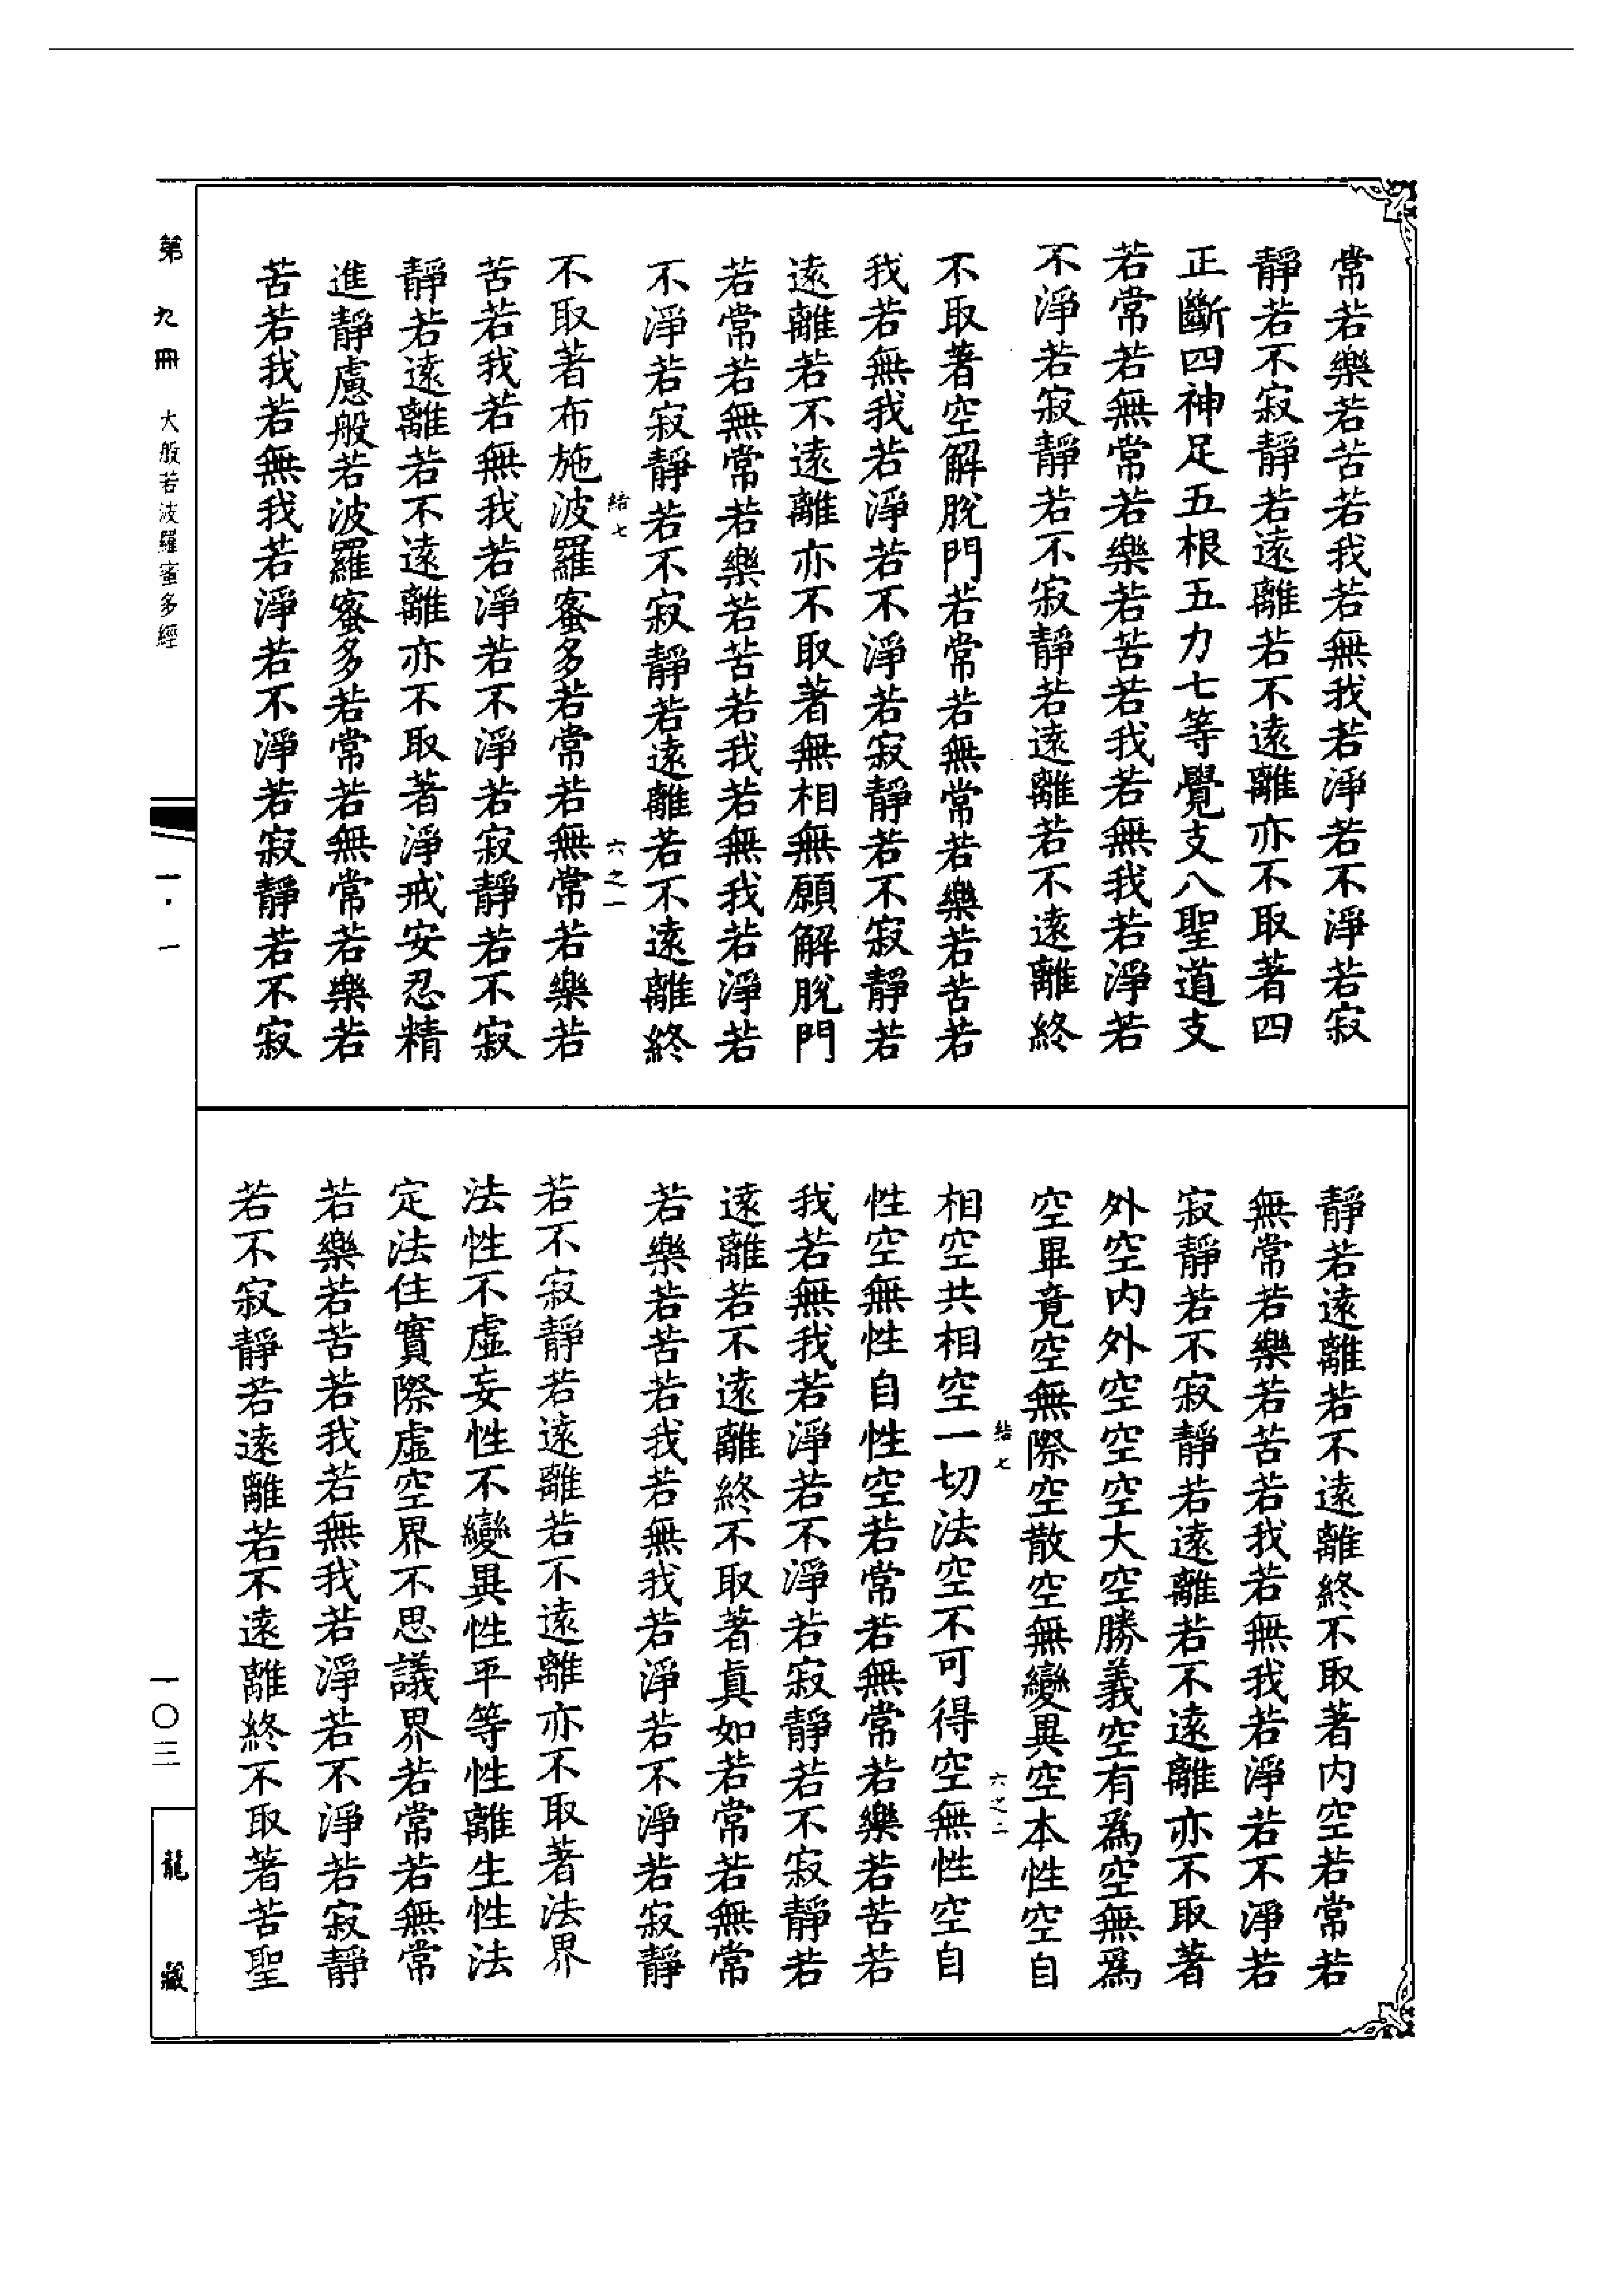 常若樂若苦若我若無我若淨若不淨若寂
靜若不寂靜若遠離若不遠離亦不取著四
正斷四神足五根五力七等覺支八聖道支
若常若無常若樂若苦若我若無我若淨若
不淨若寂靜若不寂靜若遠離若不遠離終
不取著空解脫門若常若無常若樂若苦若
我若無我若淨若不淨若寂靜若不寂靜若
遠離若不遠離亦不取著無相無願解脫門
若常若無常若樂若苦若我若無我若淨若
不淨若寂靜若不寂靜若遠離若不遠離終
結七
六之一
不取著布施波羅蜜多若常若無常若樂若
苦若我若無我若淨若不淨若寂靜若不寂
靜若遠離若不遠離亦不取著淨戒安忍精
進靜慮般若波羅蜜多若常若無常若樂若
苦若我若無我若淨若不淨若寂靜若不寂
靜若遠離若不遠離終不取著內空若常若
無常若樂若苦若我若無我若淨若不淨若
寂靜若不寂靜若遠離若不遠離亦不取著
外空內外空空空大空勝義空有爲空無爲
空畢竟空無際空散空無變異空本性空自
結七
六之二
相空共相空一切法空不可得空無性空自
性空無性自性空若常若無常若樂若苦若
我若無我若淨若不淨若寂靜若不寂靜若
遠離若不遠離終不取著真如若常若無常
若樂若苦若我若無我若淨若不淨若寂靜
若不寂靜若遠離若不遠離亦不取著法界
法性不虛妄性不變異性平等性離生性法
定法住實際虛空界不思議界若常若無常
若樂若苦若我若無我若淨若不淨若寂靜
若不寂靜若遠離若不遠離終不取著苦聖
第九冊 大般若波羅蜜多經
一·一
一〇三
龍藏